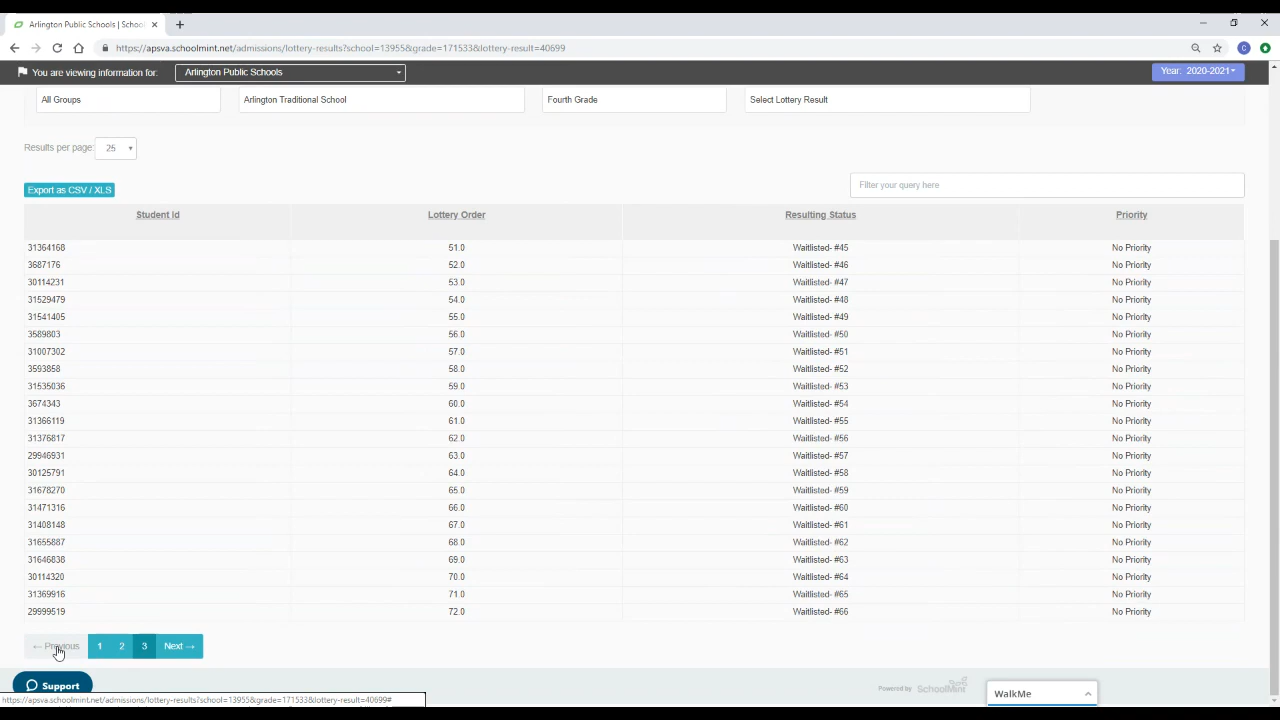 Arlington Public Schools | School
https://apsva.schoolmint.net/admissions/lottery-results?school=13955&grade=171533&lottery-result=40699
C
You are viewing information for: Arlington Public Schools Year: 2020-2021
All Groups Arlington Traditional School Fourth Grade Select Lottery Result
Results per page: 25
Export as CSV / XLS Filter your query here
Student Id Lottery Order Resulting Status Priority
31364168 51.0 Waitlisted- #45 No Priority
3687176 52.0 Waitlisted- #46 No Priority
30114231 53.0 Waitlisted- #47 No Priority
31529479 54.0 Waitlisted- #48 No Priority
31541405 55.0 Waitlisted- #49 No Priority
3589803 56.0 Waitlisted- #50 No Priority
31007302 57.0 Waitlisted- #51 No Priority
3593858 58.0 Waitlisted- #52 No Priority
31535036 59.0 Waitlisted- #53 No Priority
3674343 60.0 Waitlisted- #54 No Priority
31366119 61.0 Waitlisted- #55 No Priority
31376817 62.0 Waitlisted- #56 No Priority
29946931 63.0 Waitlisted- #57 No Priority
30125791 64.0 Waitlisted- #58 No Priority
31678270 65.0 Waitlisted- #59 No Priority
31471316 66.0 Waitlisted- #60 No Priority
31408148 67.0 Waitlisted- #61 No Priority
31655887 68.0 Waitlisted- #62 No Priority
31646838 69.0 Waitlisted- #63 No Priority
30114320 70.0 Waitlisted- #64 No Priority
31369916 71.0 Waitlisted- #65 No Priority
29999519 72.0 Waitlisted- #66 No Priority
← Previous 1 2 3 Next →
Support Powered by SchoolMint WalkMe
https://apsva.schoolmint.net/admissions/lottery-results?school=13955&grade=171533&lottery-result=40699#